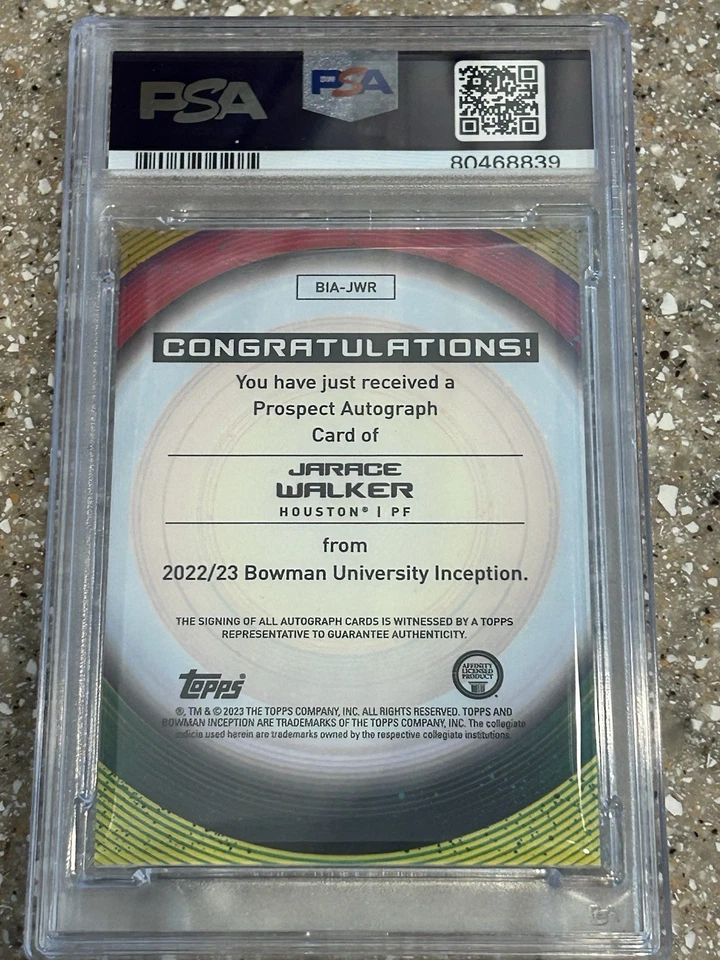 PSA PSA
80468839
BIA-JWR
CONGRATULATIONS!
You have just received a
Prospect Autograph
Card of
JARACE
WALKER
HOUSTON® | PF
from
2022/23 Bowman University Inception.
THE SIGNING OF ALL AUTOGRAPH CARDS IS WITNESSED BY A TOPPS
REPRESENTATIVE TO GUARANTEE AUTHENTICITY.
topps
AFFINITY
LICENSED
PRODUCT
®, TM & © 2023 THE TOPPS COMPANY, INC. ALL RIGHTS RESERVED. TOPPS AND
BOWMAN INCEPTION ARE TRADEMARKS OF THE TOPPS COMPANY, INC. The collegiate
indicia used herein are trademarks owned by the respective collegiate institutions.